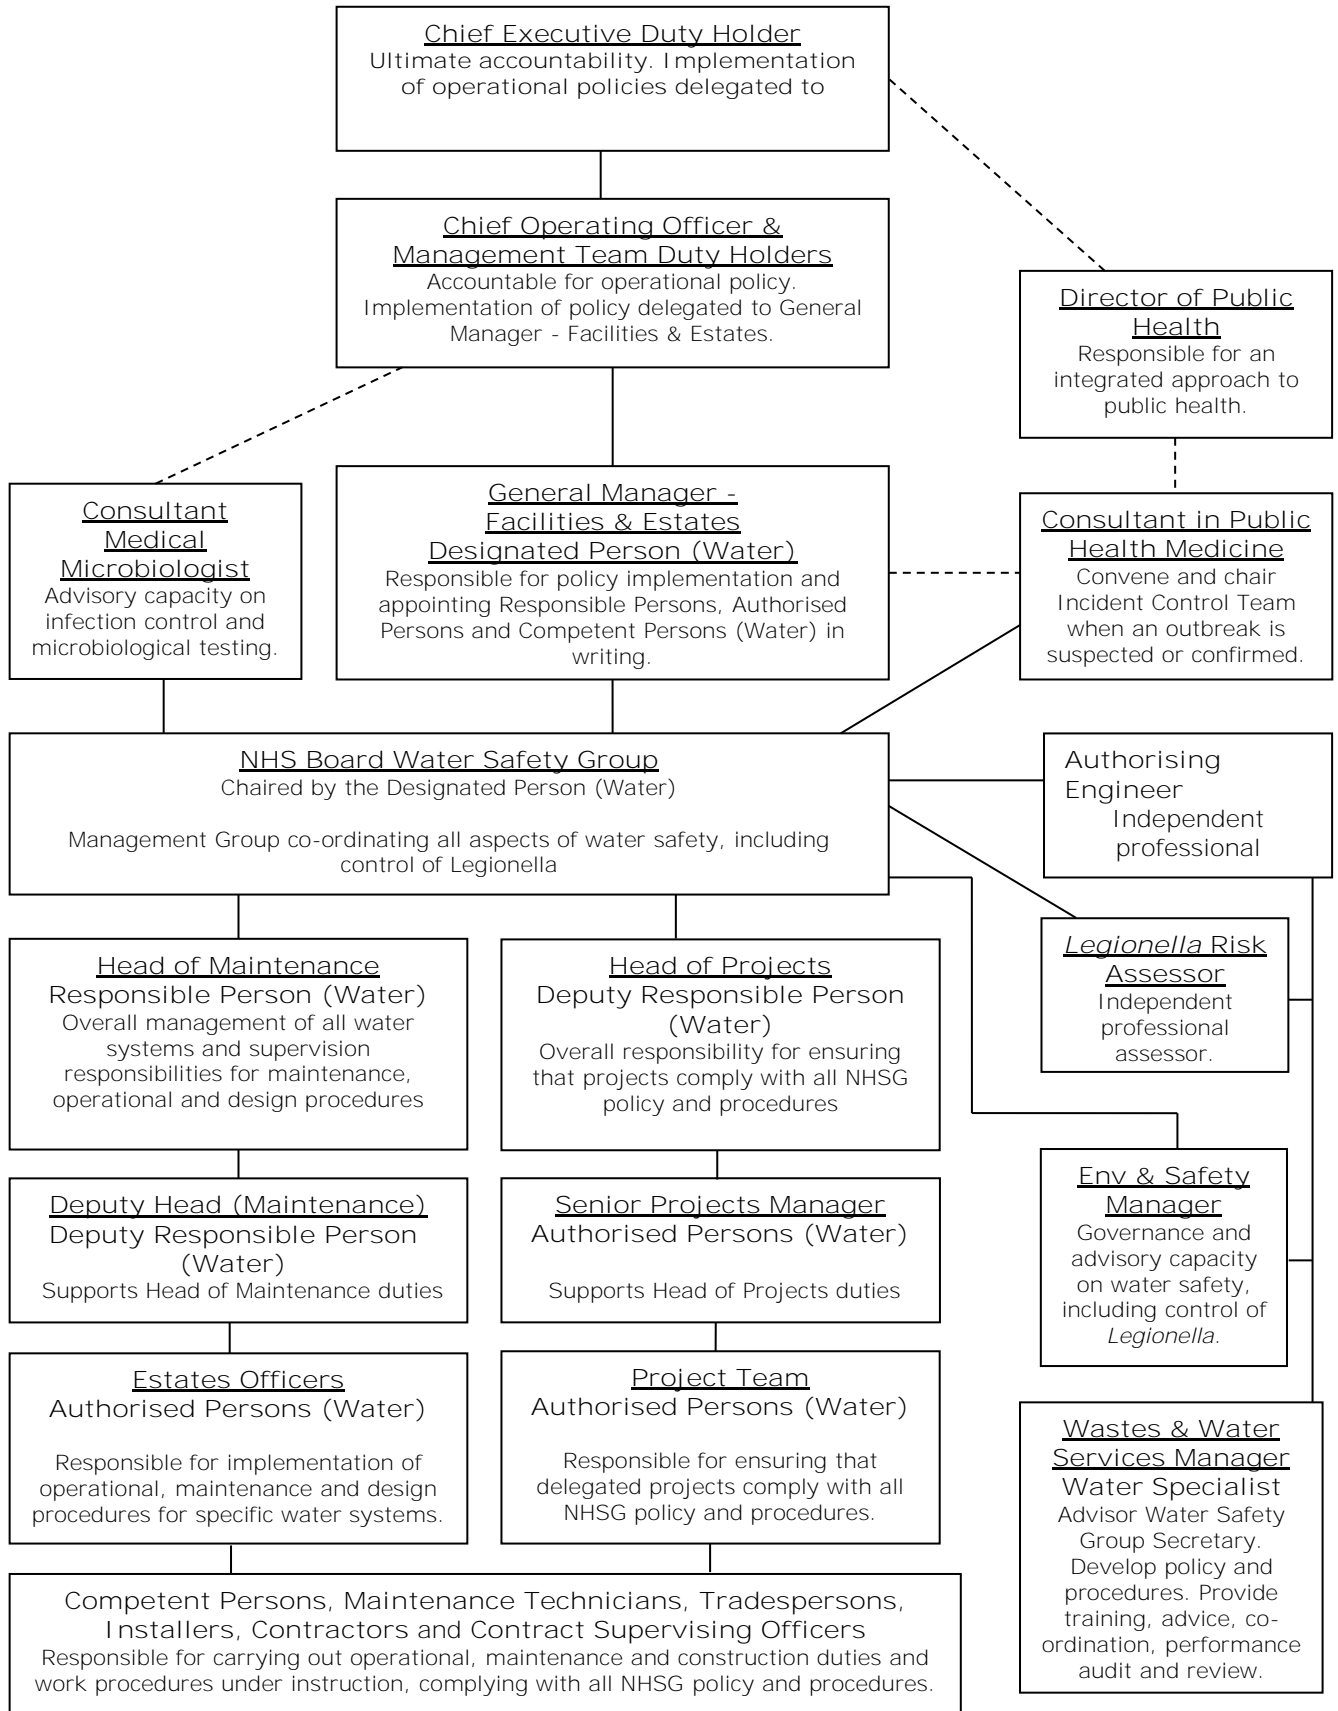 Chief Executive Duty Holder
Ultimate accountability. Implementation
of operational policies delegated to
Chief Operating Officer &
Management Team Duty Holders
Accountable for operational policy.
Implementation of policy delegated to General
Manager - Facilities & Estates.
Director of Public
Health
Responsible for an
integrated approach to
public health.
Consultant
Medical
Microbiologist
Advisory capacity on
infection control and
microbiological testing.
General Manager -
Facilities & Estates
Designated Person (Water)
Responsible for policy implementation and
appointing Responsible Persons, Authorised
Persons and Competent Persons (Water) in
writing.
Consultant in Public
Health Medicine
Convene and chair
Incident Control Team
when an outbreak is
suspected or confirmed.
NHS Board Water Safety Group
Chaired by the Designated Person (Water)
Management Group co-ordinating all aspects of water safety, including
control of Legionella
Authorising
Engineer
Independent
professional
Legionella Risk
Assessor
Independent
professional
assessor.
Head of Maintenance
Responsible Person (Water)
Overall management of all water
systems and supervision
responsibilities for maintenance,
operational and design procedures
Head of Projects
Deputy Responsible Person
(Water)
Overall responsibility for ensuring
that projects comply with all NHSG
policy and procedures
Env & Safety
Manager
Governance and
advisory capacity
on water safety,
including control of
Legionella.
Deputy Head (Maintenance)
Deputy Responsible Person
(Water)
Supports Head of Maintenance duties
Senior Projects Manager
Authorised Persons (Water)
Supports Head of Projects duties
Estates Officers
Authorised Persons (Water)
Responsible for implementation of
operational, maintenance and design
procedures for specific water systems.
Project Team
Authorised Persons (Water)
Responsible for ensuring that
delegated projects comply with all
NHSG policy and procedures.
Wastes & Water
Services Manager
Water Specialist
Advisor Water Safety
Group Secretary.
Develop policy and
procedures. Provide
training, advice, co-
ordination, performance
audit and review.
Competent Persons, Maintenance Technicians, Tradespersons,
Installers, Contractors and Contract Supervising Officers
Responsible for carrying out operational, maintenance and construction duties and
work procedures under instruction, complying with all NHSG policy and procedures.